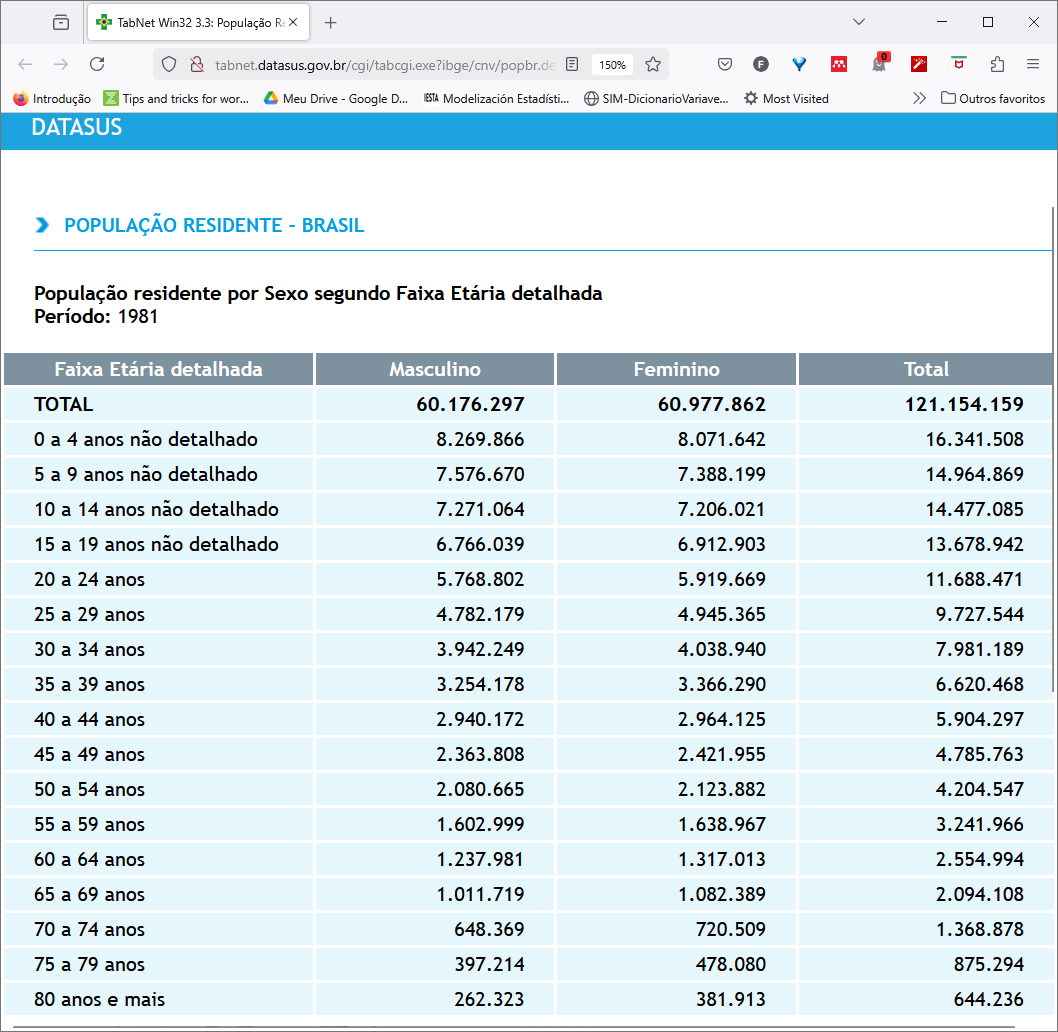 TabNet Win32 3.3: População Re
tabnet.datasus.gov.br/cgi/tabcgi.exe?ibge/cnv/popbr.de 150% F 0
Introdução Tips and tricks for wor... Meu Drive - Google D... IESTA Modelización Estadísti... SIM-DicionarioVariave... Most Visited Outros favoritos
DATASUS
POPULAÇÃO RESIDENTE - BRASIL
População residente por Sexo segundo Faixa Etária detalhada
Período: 1981
Faixa Etária detalhada Masculino Feminino Total
TOTAL 60.176.297 60.977.862 121.154.159
0 a 4 anos não detalhado 8.269.866 8.071.642 16.341.508
5 a 9 anos não detalhado 7.576.670 7.388.199 14.964.869
10 a 14 anos não detalhado 7.271.064 7.206.021 14.477.085
15 a 19 anos não detalhado 6.766.039 6.912.903 13.678.942
20 a 24 anos 5.768.802 5.919.669 11.688.471
25 a 29 anos 4.782.179 4.945.365 9.727.544
30 a 34 anos 3.942.249 4.038.940 7.981.189
35 a 39 anos 3.254.178 3.366.290 6.620.468
40 a 44 anos 2.940.172 2.964.125 5.904.297
45 a 49 anos 2.363.808 2.421.955 4.785.763
50 a 54 anos 2.080.665 2.123.882 4.204.547
55 a 59 anos 1.602.999 1.638.967 3.241.966
60 a 64 anos 1.237.981 1.317.013 2.554.994
65 a 69 anos 1.011.719 1.082.389 2.094.108
70 a 74 anos 648.369 720.509 1.368.878
75 a 79 anos 397.214 478.080 875.294
80 anos e mais 262.323 381.913 644.236